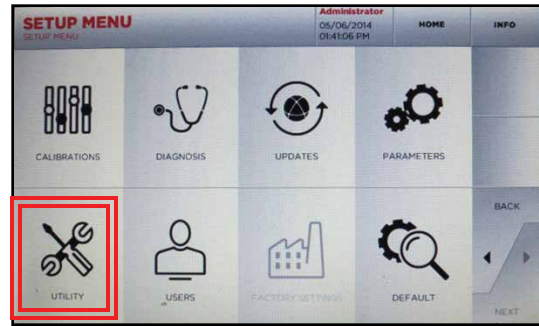 SETUP MENU
SETUP MENU
Administrator
05/06/2014
01:41:06 PM
HOME
INFO
CALIBRATIONS
DIAGNOSIS
UPDATES
PARAMETERS
BACK
UTILITY
USERS
FACTORY SETTINGS
DEFAULT
NEXT